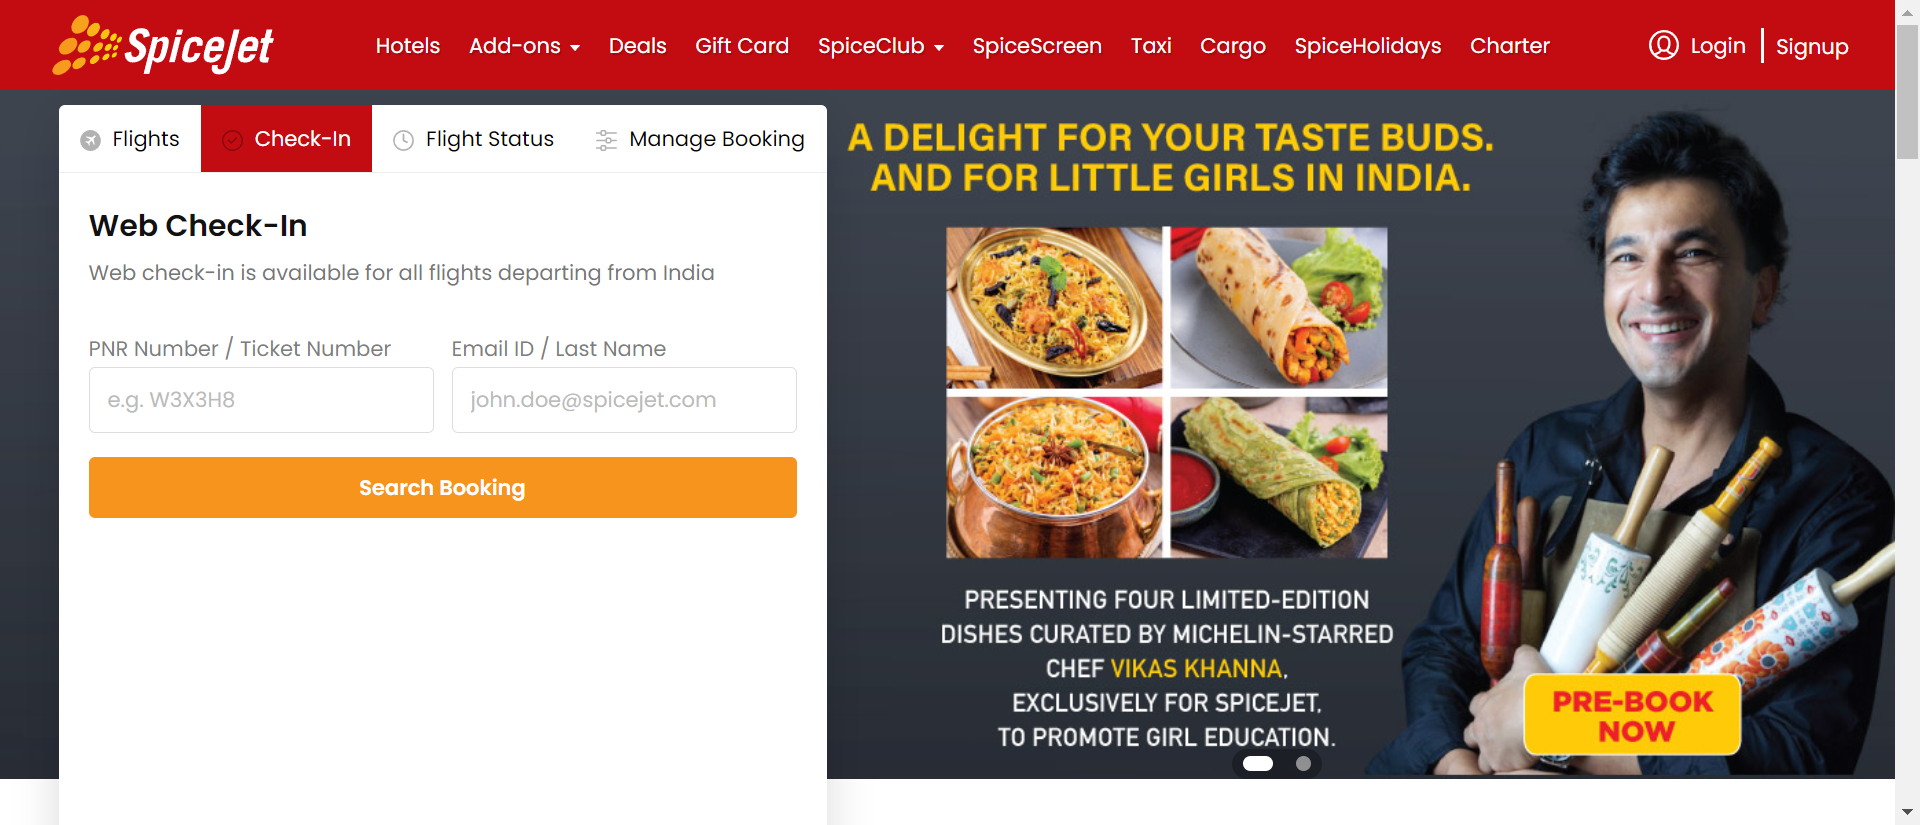 SpiceJet
Hotels
Add-ons
Deals
Gift Card
SpiceClub
SpiceScreen
Taxi
Cargo
SpiceHolidays
Charter
Login
Signup
Flights
Check-In
Flight Status
Manage Booking
Web Check-In
Web check-in is available for all flights departing from India
PNR Number / Ticket Number
e.g. W3X3H8
Email ID / Last Name
john.doe@spicejet.com
Search Booking
A DELIGHT FOR YOUR TASTE BUDS.
AND FOR LITTLE GIRLS IN INDIA.
PRESENTING FOUR LIMITED-EDITION
DISHES CURATED BY MICHELIN-STARRED
CHEF VIKAS KHANNA,
EXCLUSIVELY FOR SPICEJET,
TO PROMOTE GIRL EDUCATION.
PRE-BOOK
NOW